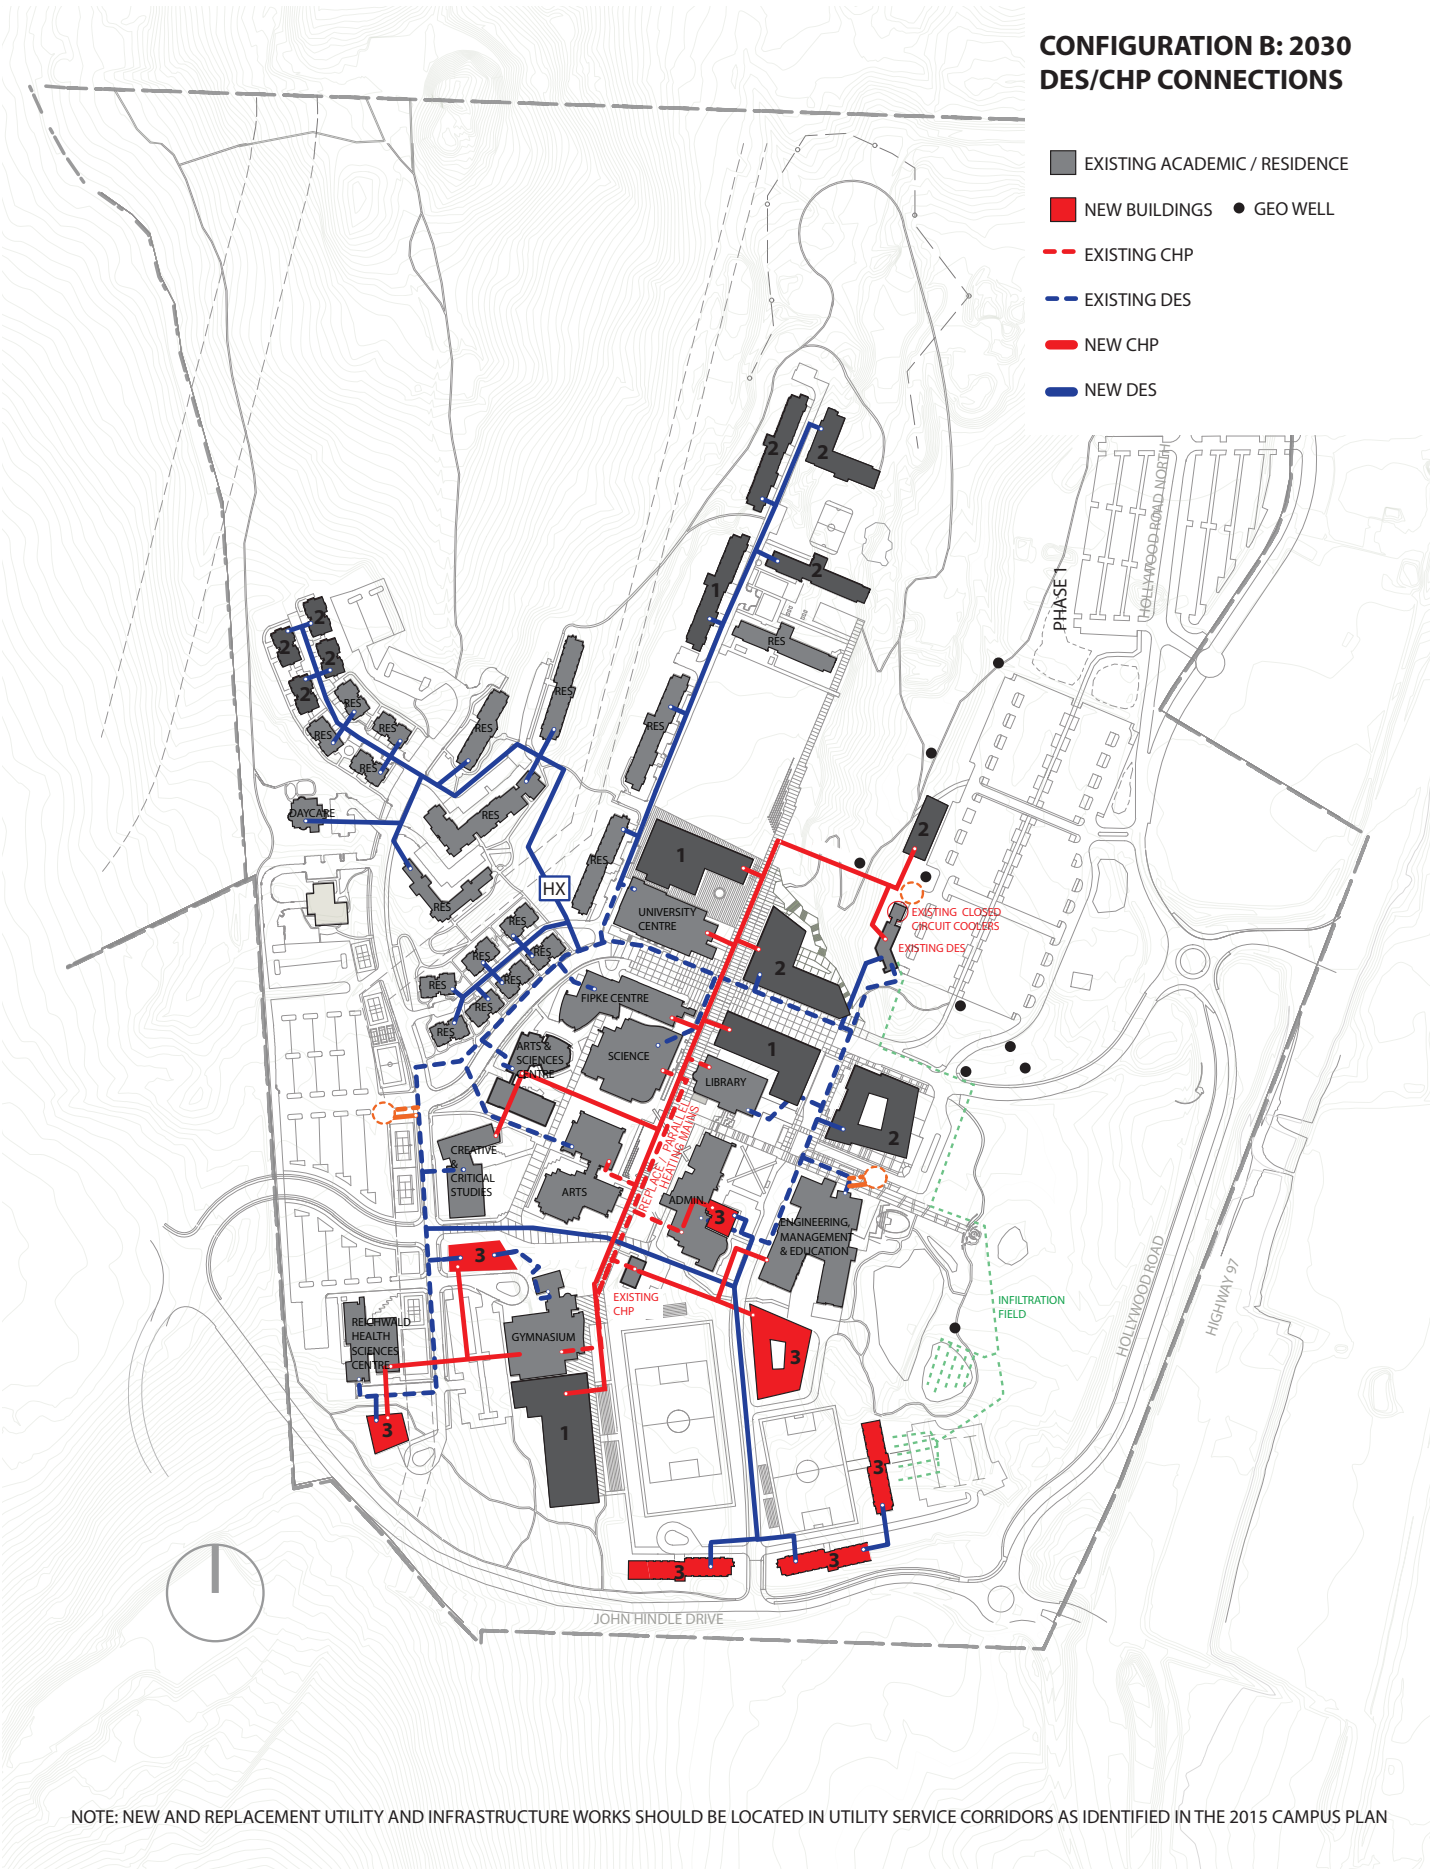 CONFIGURATION B: 2030
DES/CHP CONNECTIONS
EXISTING ACADEMIC / RESIDENCE
NEW BUILDINGS
GEO WELL
EXISTING CHP
EXISTING DES
NEW CHP
NEW DES
2
2
HOLLYWOOD ROAD NORTH
PHASE 1
2
1
RES
2
2
2
2
RES
RES
RES
RES
RES
RES
RES
RES
DAYCARE
RES
2
1
RES
HX
RES
UNIVERSITY
CENTRE
EXISTING CLOSED
CIRCUIT COOLERS
EXISTING DES
RES
RES
RES
RES
RES
RES
RES
2
FIPKE CENTRE
ARTS &
SCIENCES
CENTRE
SCIENCE
1
LIBRARY
REPLACE PARALLEL
HEATING MAINS
2
CREATIVE
&
CRITICAL
STUDIES
ARTS
ADMIN.
3
ENGINEERING,
MANAGEMENT
& EDUCATION
3
EXISTING
CHP
INFILTRATION
FIELD
HOLLYWOOD ROAD
HIGHWAY 97
REICHWALD
HEALTH
SCIENCES
CENTRE
GYMNASIUM
3
3
1
3
3
3
JOHN HINDLE DRIVE
NOTE: NEW AND REPLACEMENT UTILITY AND INFRASTRUCTURE WORKS SHOULD BE LOCATED IN UTILITY SERVICE CORRIDORS AS IDENTIFIED IN THE 2015 CAMPUS PLAN